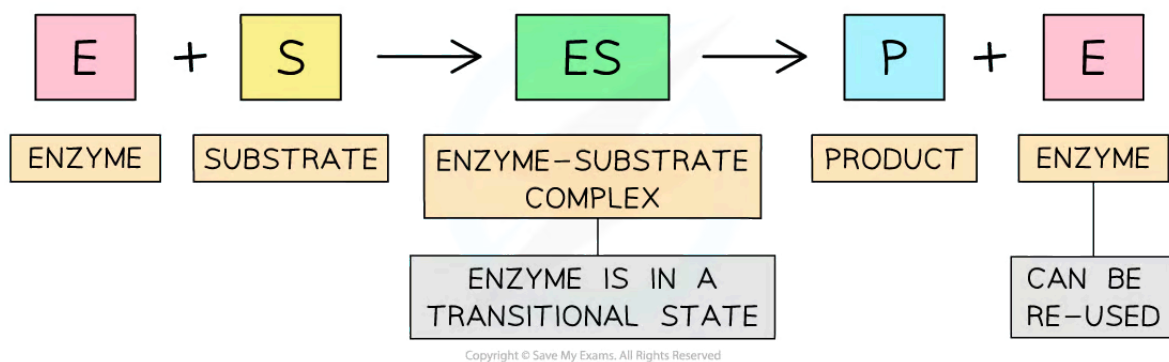 E + S → ES → P + E
ENZYME SUBSTRATE ENZYME–SUBSTRATE COMPLEX PRODUCT ENZYME
ENZYME IS IN A TRANSITIONAL STATE
CAN BE RE-USED
Copyright © Save My Exams. All Rights Reserved